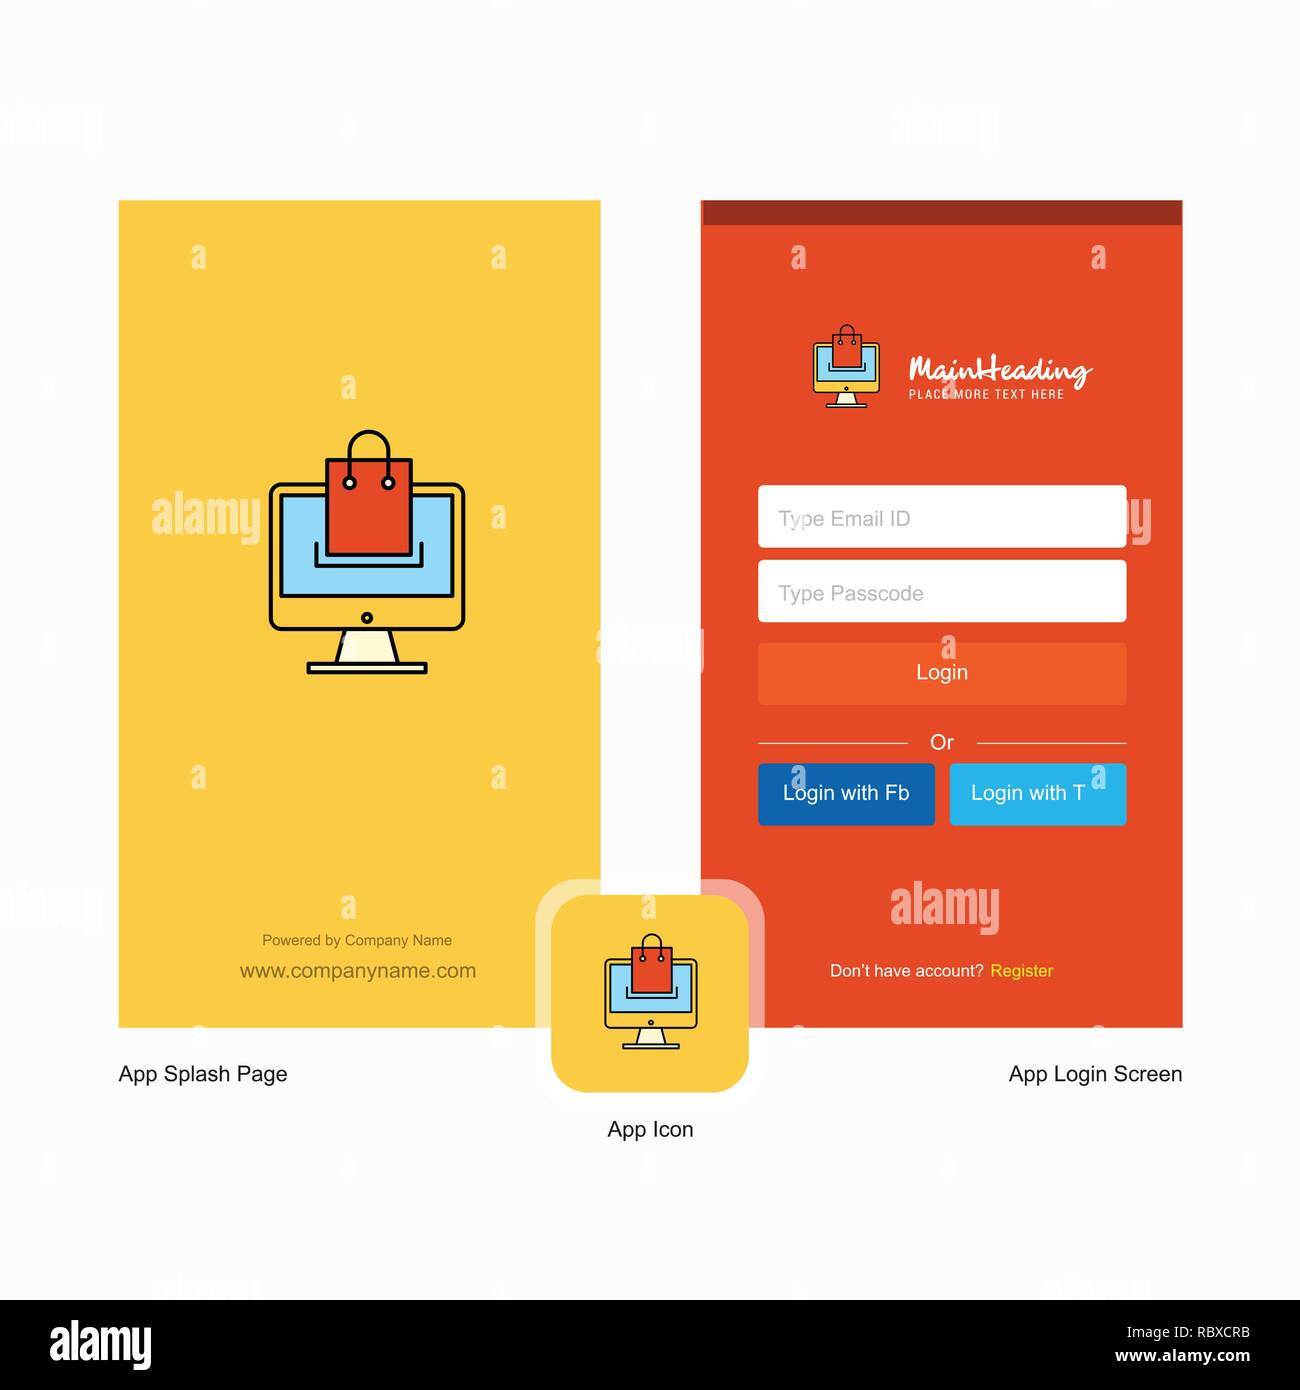 MainHeading
PLACE MORE TEXT HERE
Type Email ID
Type Passcode
Login
Or
Login with Fb
Login with T
Don't have account? Register
Powered by Company Name
www.companyname.com
App Splash Page
App Login Screen
App Icon
alamy
Image ID: RBXCRB
www.alamy.com